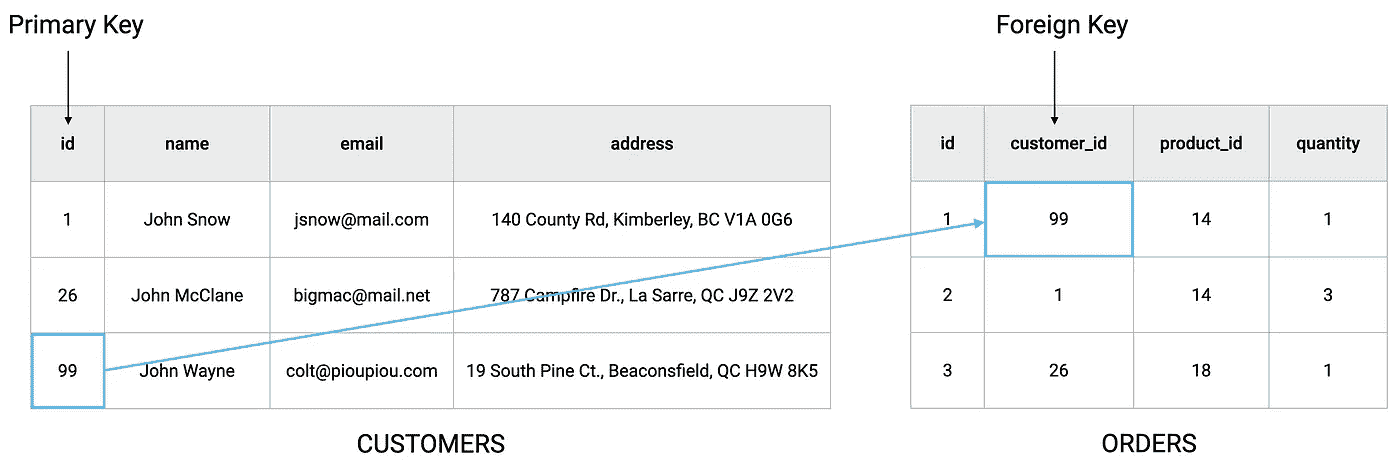 Primary Key
Foreign Key
id name email address
1 John Snow jsnow@mail.com 140 County Rd, Kimberley, BC V1A 0G6
26 John McClane bigmac@mail.net 787 Campfire Dr., La Sarre, QC J9Z 2V2
99 John Wayne colt@pioupiou.com 19 South Pine Ct., Beaconsfield, QC H9W 8K5
CUSTOMERS
id customer_id product_id quantity
1 99 14 1
2 1 14 3
3 26 18 1
ORDERS